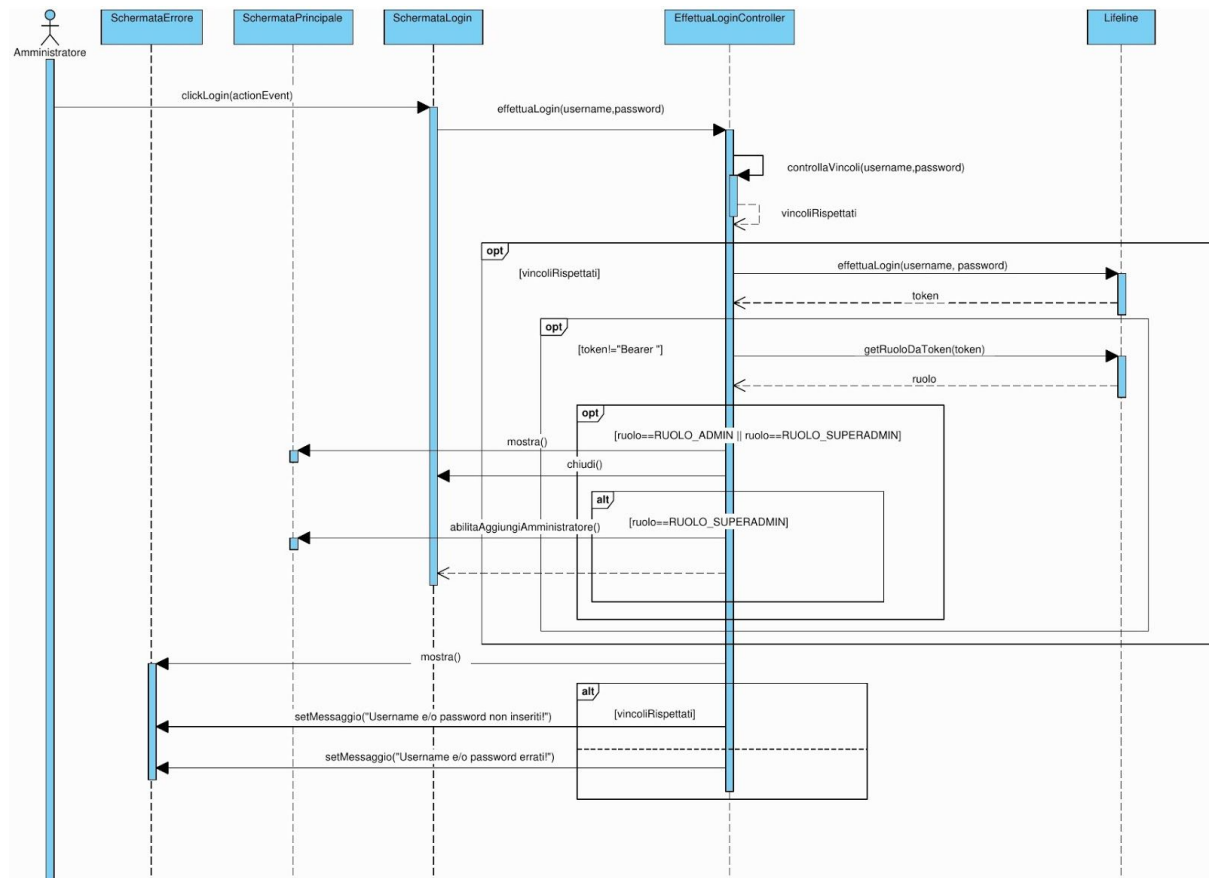 SchermataErrore
SchermataPrincipale
SchermataLogin
EffettuaLoginController
Lifeline
Amministratore
clickLogin(actionEvent)
effettuaLogin(username,password)
controllaVincoli(username,password)
vincoliRispettati
opt
[vincoliRispettati]
effettuaLogin(username, password)
token
opt
[token!="Bearer "]
getRuoloDaToken(token)
ruolo
opt
[ruolo==RUOLO_ADMIN || ruolo==RUOLO_SUPERADMIN]
mostra()
chiudi()
alt
[ruolo==RUOLO_SUPERADMIN]
abilitaAggiungiAmministratore()
mostra()
alt
[vincoliRispettati]
setMessaggio("Username e/o password non inseriti!")
setMessaggio("Username e/o password errati!")